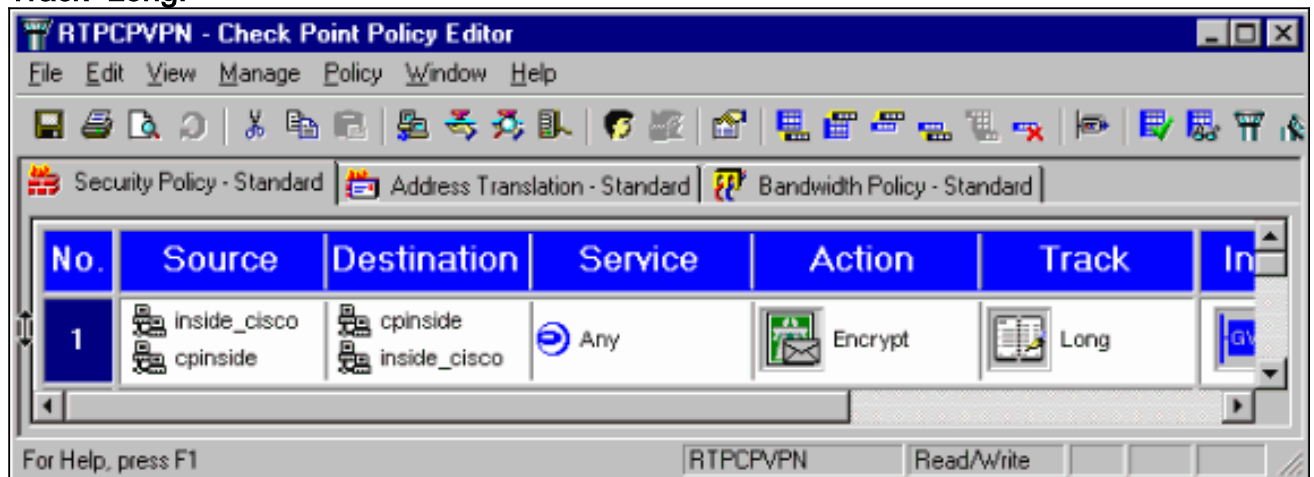 RTPCPVPN - Check Point Policy Editor
File Edit View Manage Policy Window Help
Security Policy - Standard Address Translation - Standard Bandwidth Policy - Standard
No. Source Destination Service Action Track In
1 inside_cisco cpinside Any Encrypt Long GW
cpinside inside_cisco
For Help, press F1 RTPCPVPN Read/Write